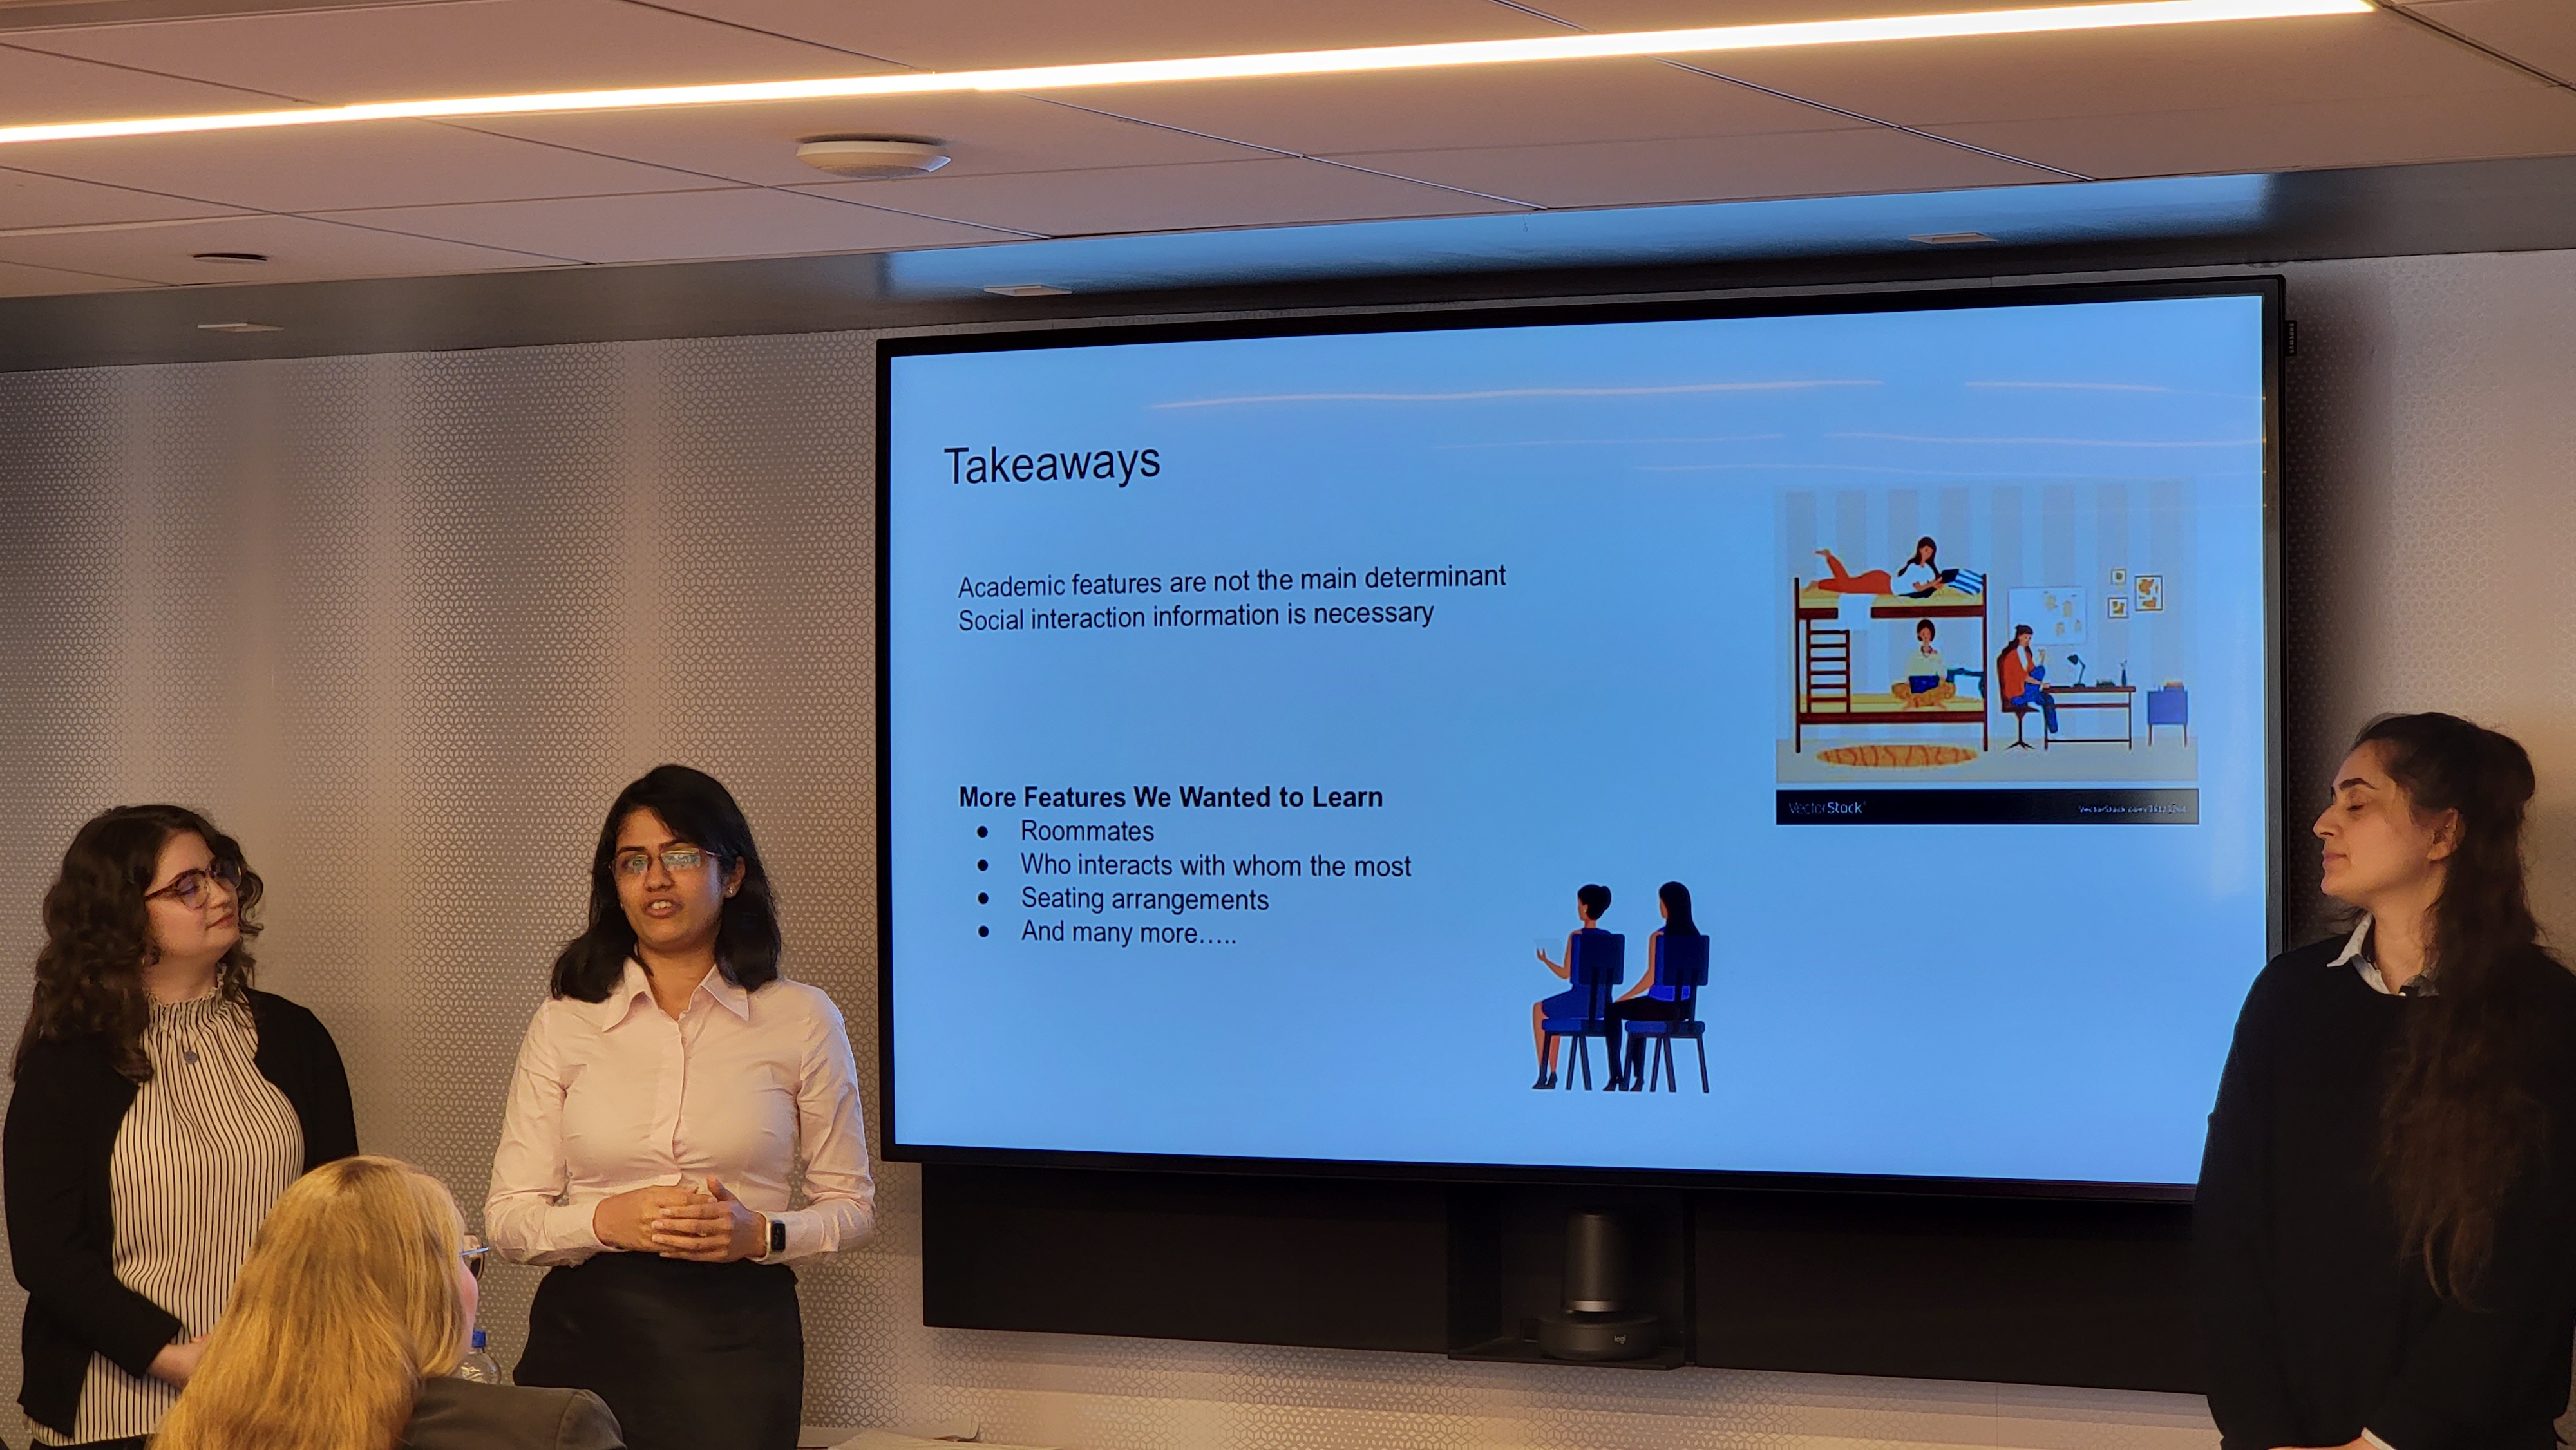 Takeaways
Academic features are not the main determinant
Social interaction information is necessary
More Features We Wanted to Learn
● Roommates
● Who interacts with whom the most
● Seating arrangements
● And many more…..
VectorStock
logi